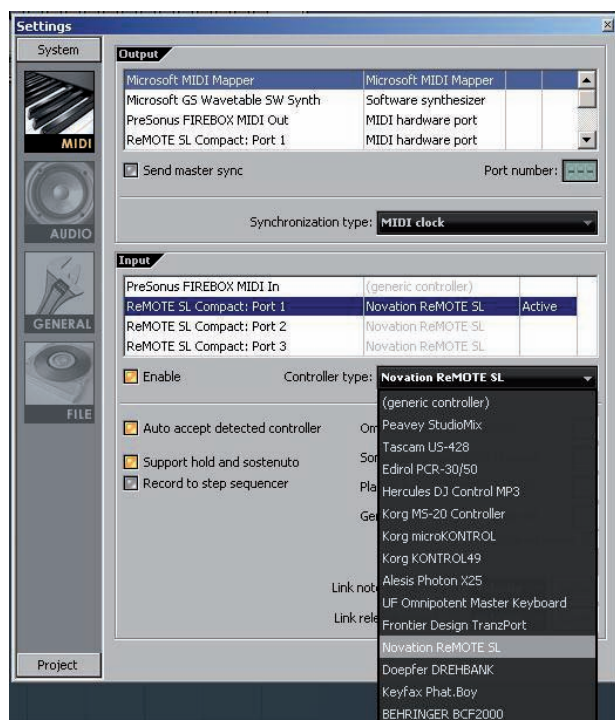 Settings
System
MIDI
AUDIO
GENERAL
FILE
Project
Output
Microsoft MIDI Mapper Microsoft MIDI Mapper
Microsoft GS Wavetable SW Synth Software synthesizer
PreSonus FIREBOX MIDI Out MIDI hardware port
ReMOTE SL Compact: Port 1 MIDI hardware port
Send master sync Port number: ---
Synchronization type: MIDI clock
Input
PreSonus FIREBOX MIDI In (generic controller)
ReMOTE SL Compact: Port 1 Novation ReMOTE SL Active
ReMOTE SL Compact: Port 2 Novation ReMOTE SL
ReMOTE SL Compact: Port 3 Novation ReMOTE SL
Enable Controller type: Novation ReMOTE SL
Auto accept detected controller
Support hold and sostenuto
Record to step sequencer
Link
Link
(generic controller)
Peavey StudioMix
Tascam US-428
Edirol PCR-30/50
Hercules DJ Control MP3
Korg MS-20 Controller
Korg microKONTROL
Korg KONTROL49
Alesis Photon X25
UF Omnipotent Master Keyboard
Frontier Design TranzPort
Novation ReMOTE SL
Doepfer DREHBANK
Keyfax Phat.Boy
BEHRINGER BCF2000